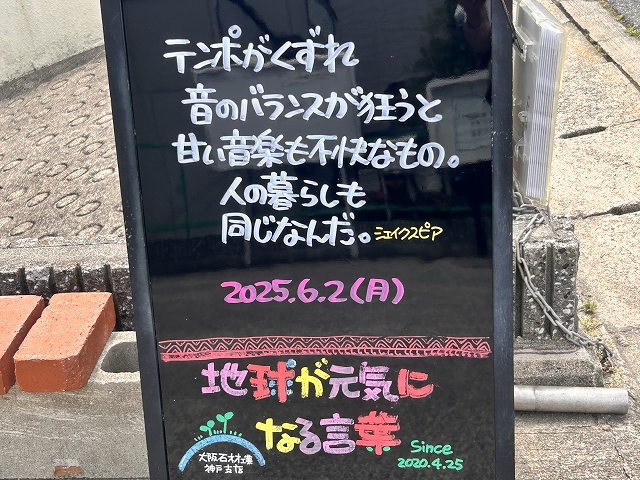 テンポがくずれ
音のバランスが狂うと
甘い音楽も不快なもの。
人の暮らしも
同じなんだ。シェイクスピア
2025.6.2(月)
地球が元気に
なる言葉
大阪石材工業
神戸支店
Since
2020.4.25